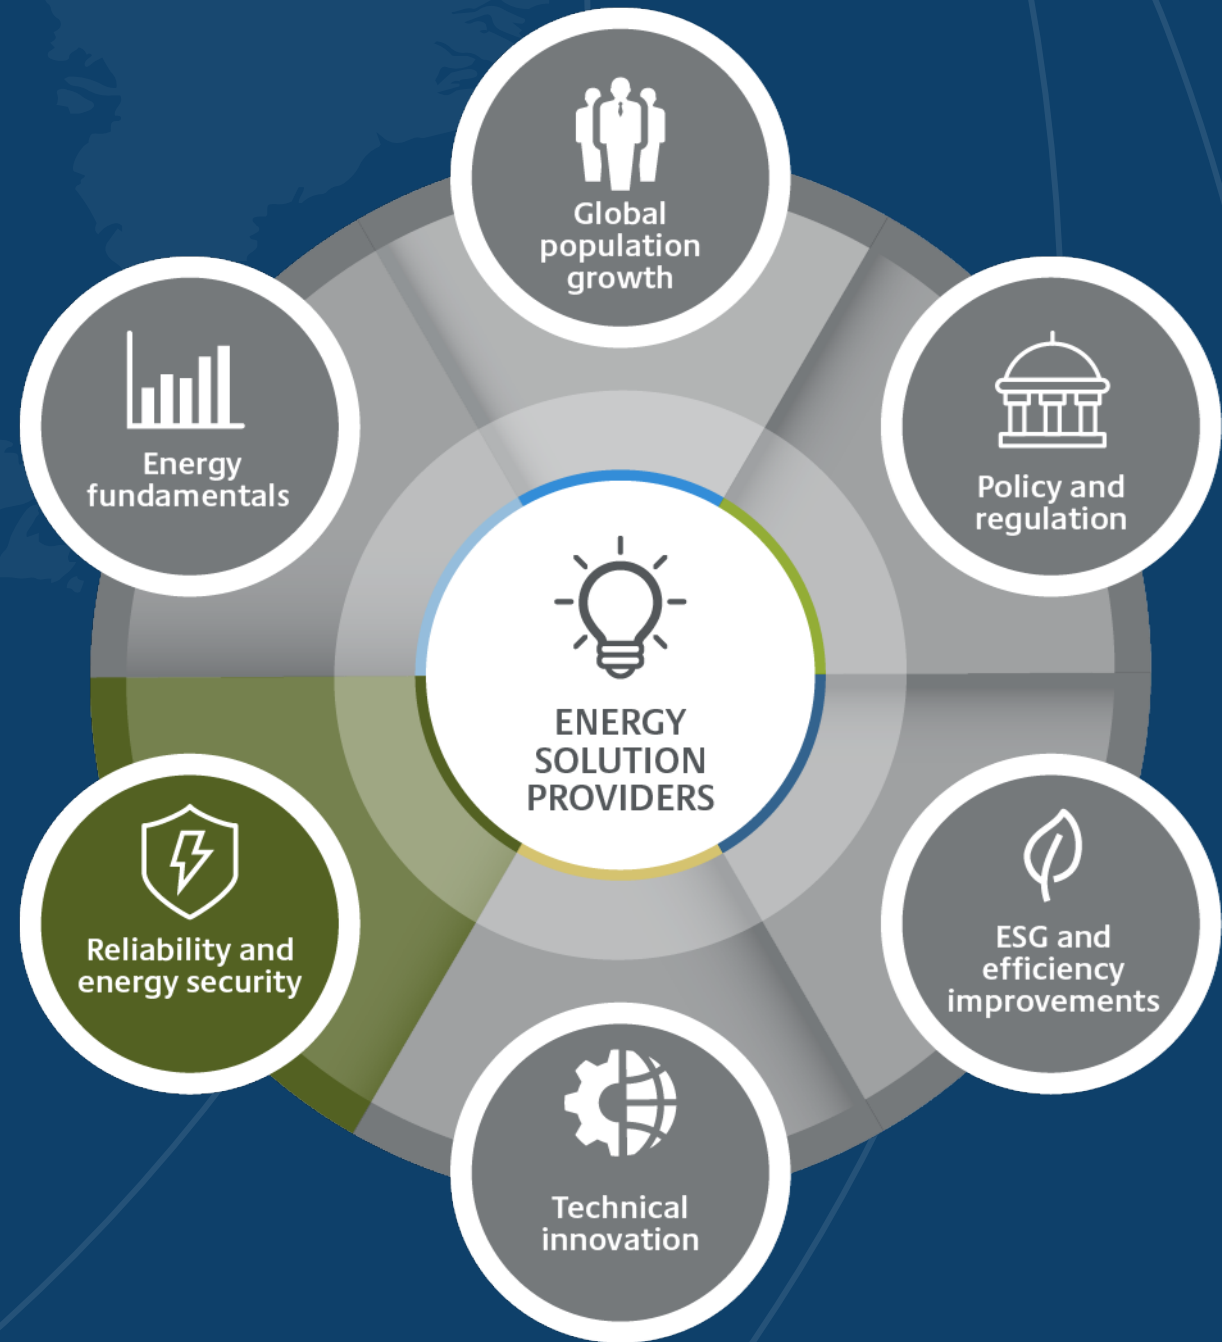 Global
population
growth
Policy and
regulation
ESG and
efficiency
improvements
Technical
innovation
Reliability and
energy security
Energy
fundamentals
ENERGY
SOLUTION
PROVIDERS